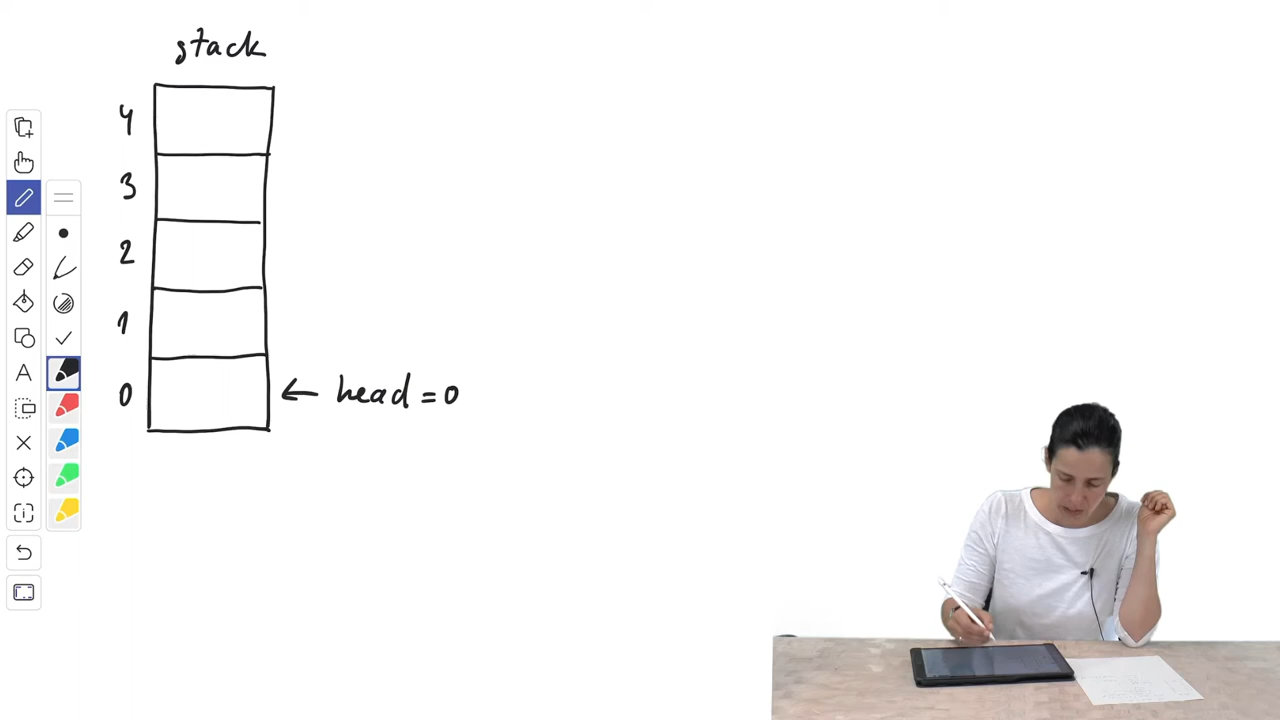 stack
4
3
2
1
0 ← head = 0